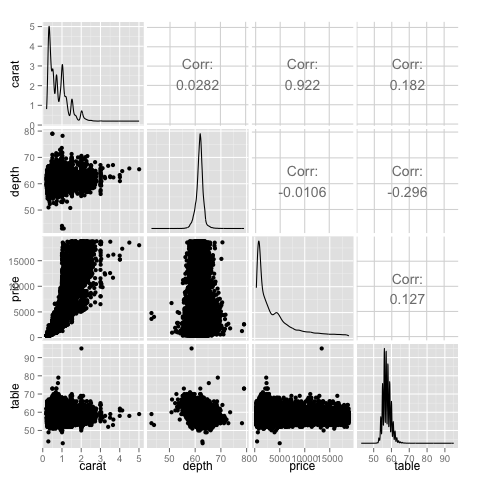 carat
5
4
3
2
1
0
Corr:
0.0282
Corr:
0.922
Corr:
0.182
depth
80
70
60
50
Corr:
-0.0106
Corr:
-0.296
price
15000
10000
5000
0
Corr:
0.127
table
90
80
70
60
50
0 1 2 3 4 5
carat
50 60 70 80
depth
0 5000 10000 15000
price
50 60 70 80 90
table